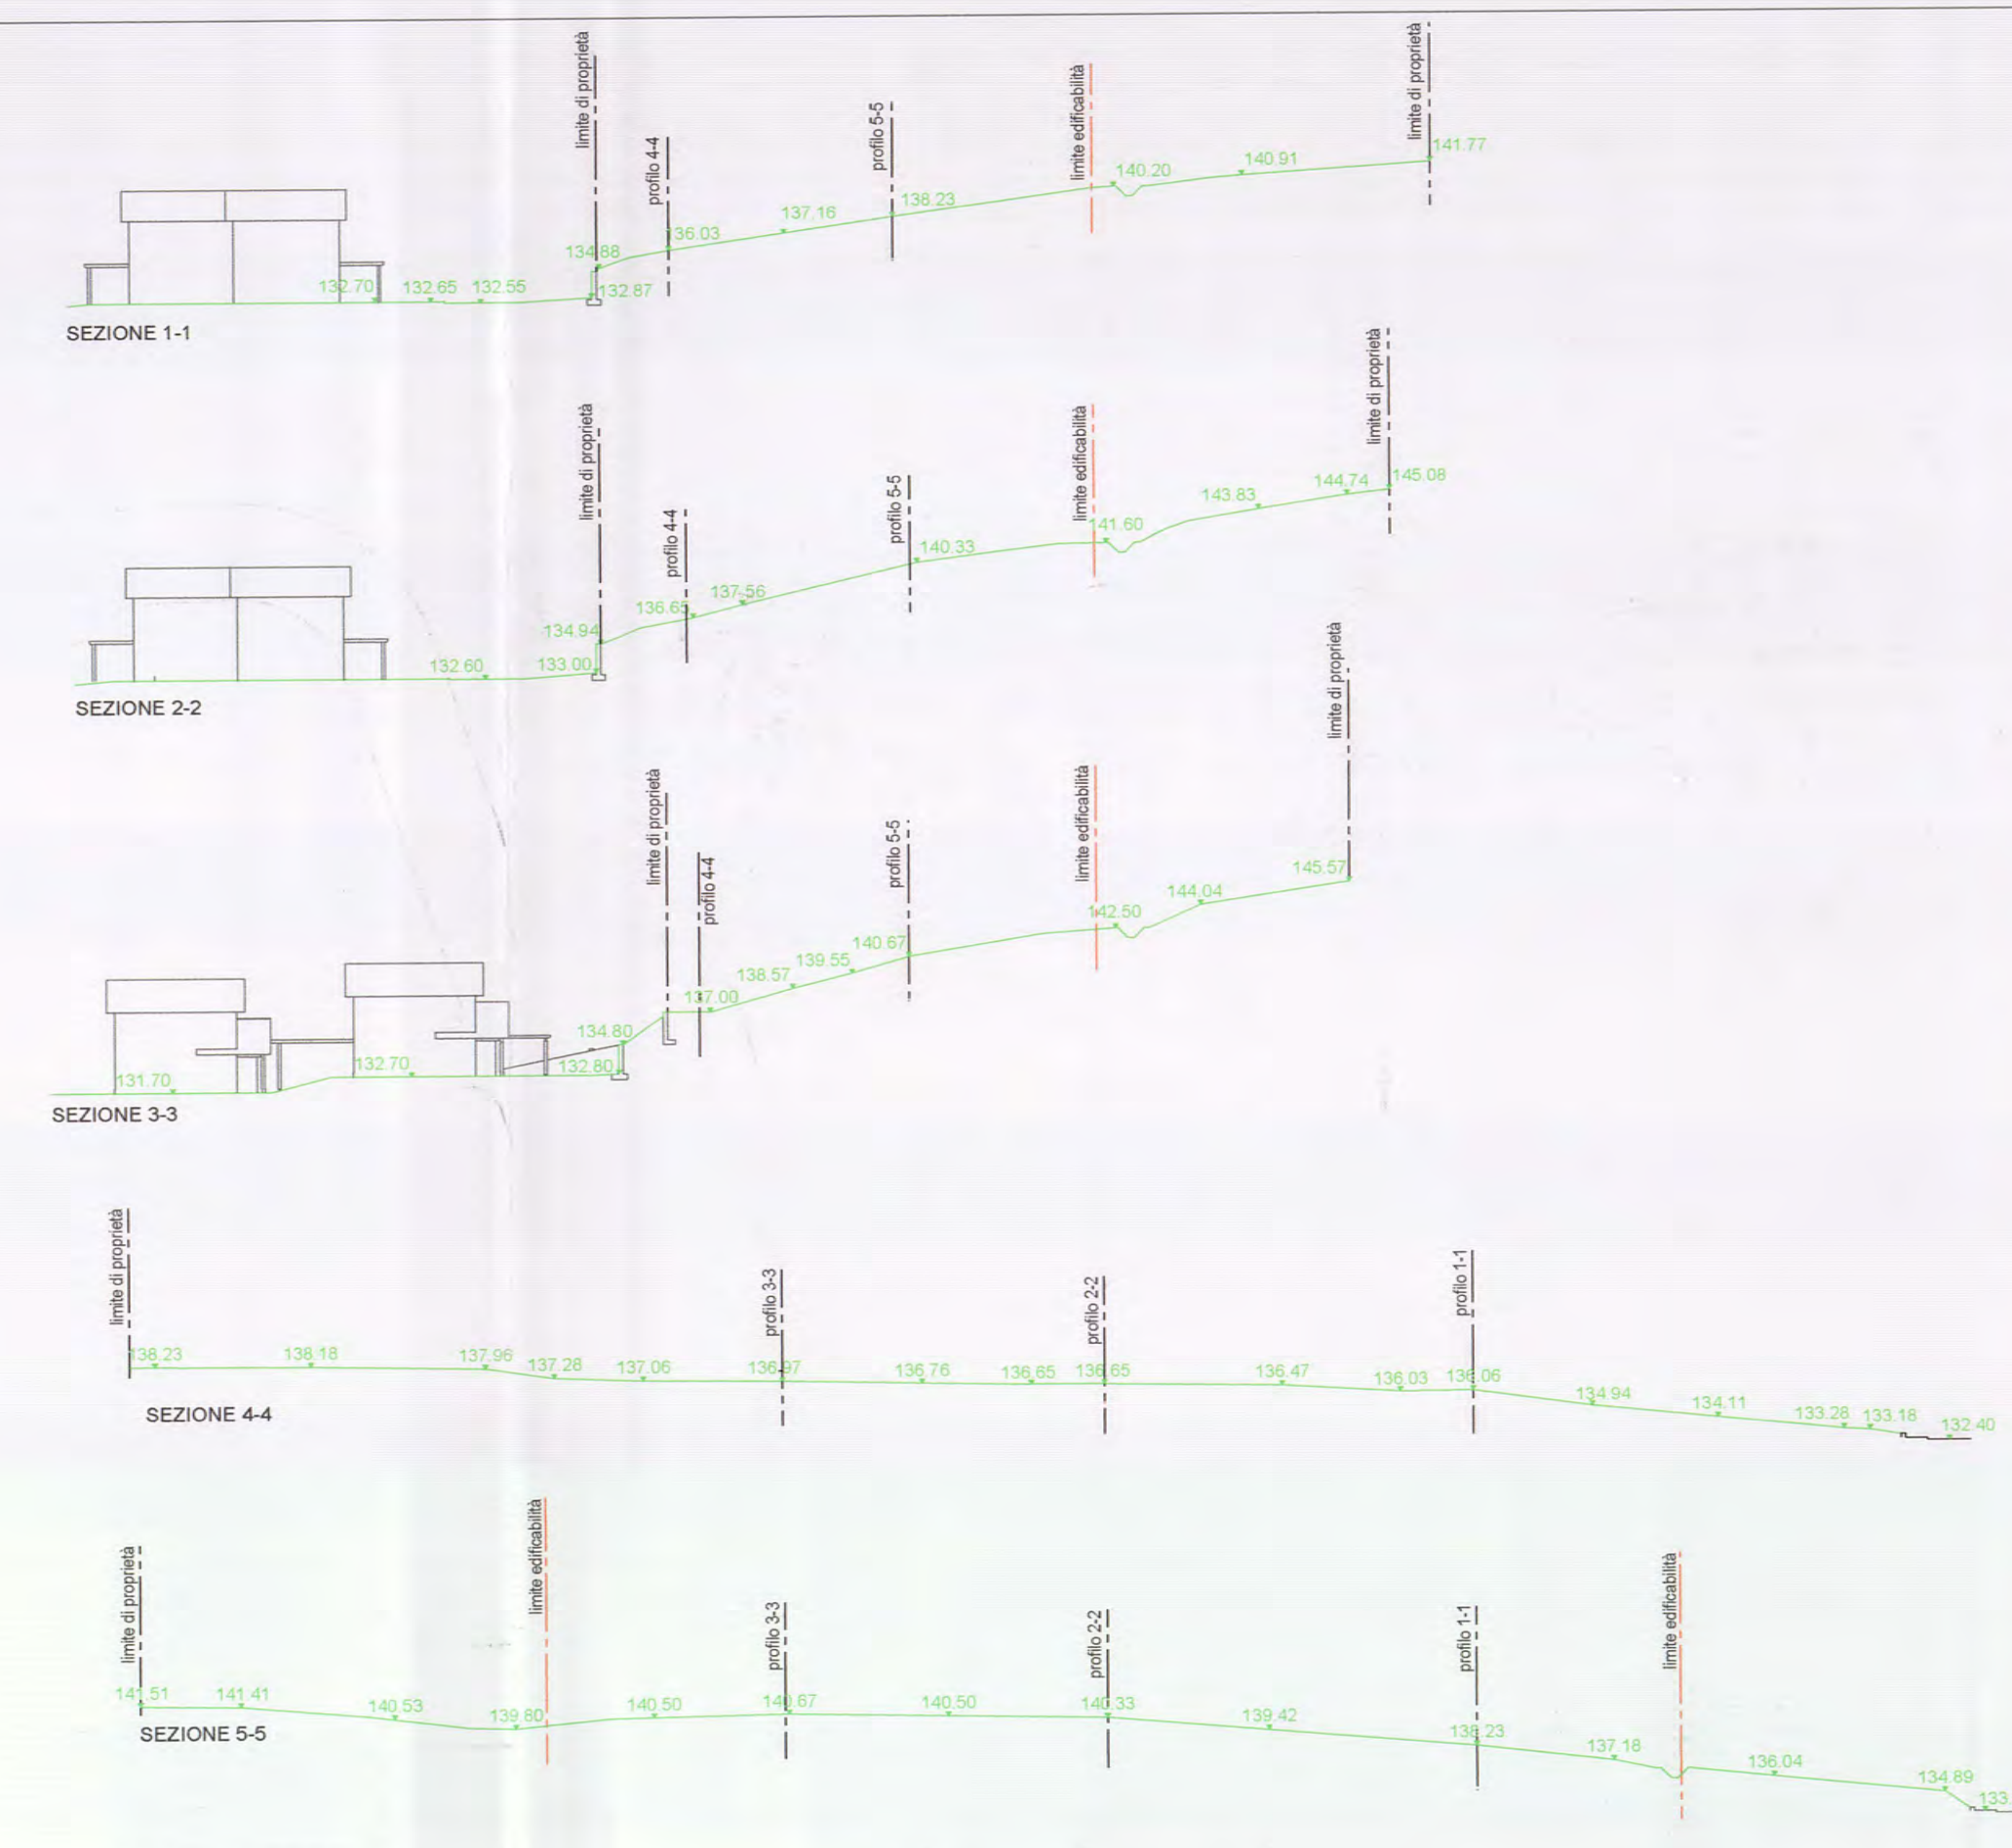 limite di proprietà
profilo 4-4
profilo 5-5
limite edificabilità
limite di proprietà
132.70
132.65
132.55
134.88
132.87
136.03
137.16
138.23
140.20
140.91
141.77
SEZIONE 1-1
limite di proprietà
profilo 4-4
profilo 5-5
limite edificabilità
limite di proprietà
132.60
133.00
134.94
136.65
137.56
140.33
141.60
143.83
144.74
145.08
SEZIONE 2-2
limite di proprietà
profilo 4-4
profilo 5-5
limite edificabilità
limite di proprietà
131.70
132.70
132.80
134.80
137.00
138.57
139.55
140.67
142.50
144.04
145.57
SEZIONE 3-3
limite di proprietà
profilo 3-3
profilo 2-2
profilo 1-1
138.23
138.18
137.96
137.28
137.06
136.97
136.76
136.65
136.65
136.47
136.03
136.06
134.94
134.11
133.28
133.18
132.40
SEZIONE 4-4
limite di proprietà
limite edificabilità
profilo 3-3
profilo 2-2
profilo 1-1
limite edificabilità
141.51
141.41
140.53
139.80
140.50
140.67
140.50
140.33
139.42
138.23
137.18
136.04
134.89
133.
SEZIONE 5-5